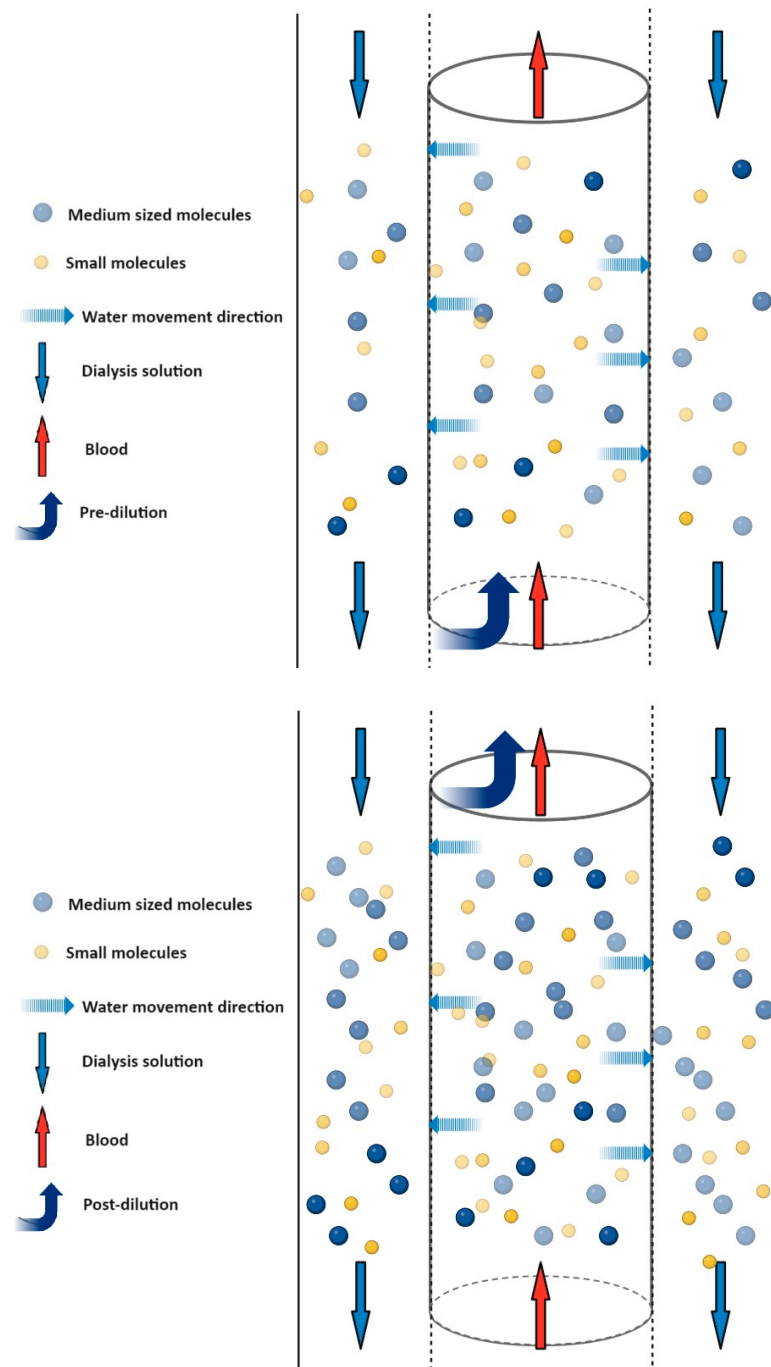 Medium sized molecules
Small molecules
Water movement direction
Dialysis solution
Blood
Pre-dilution
Medium sized molecules
Small molecules
Water movement direction
Dialysis solution
Blood
Post-dilution